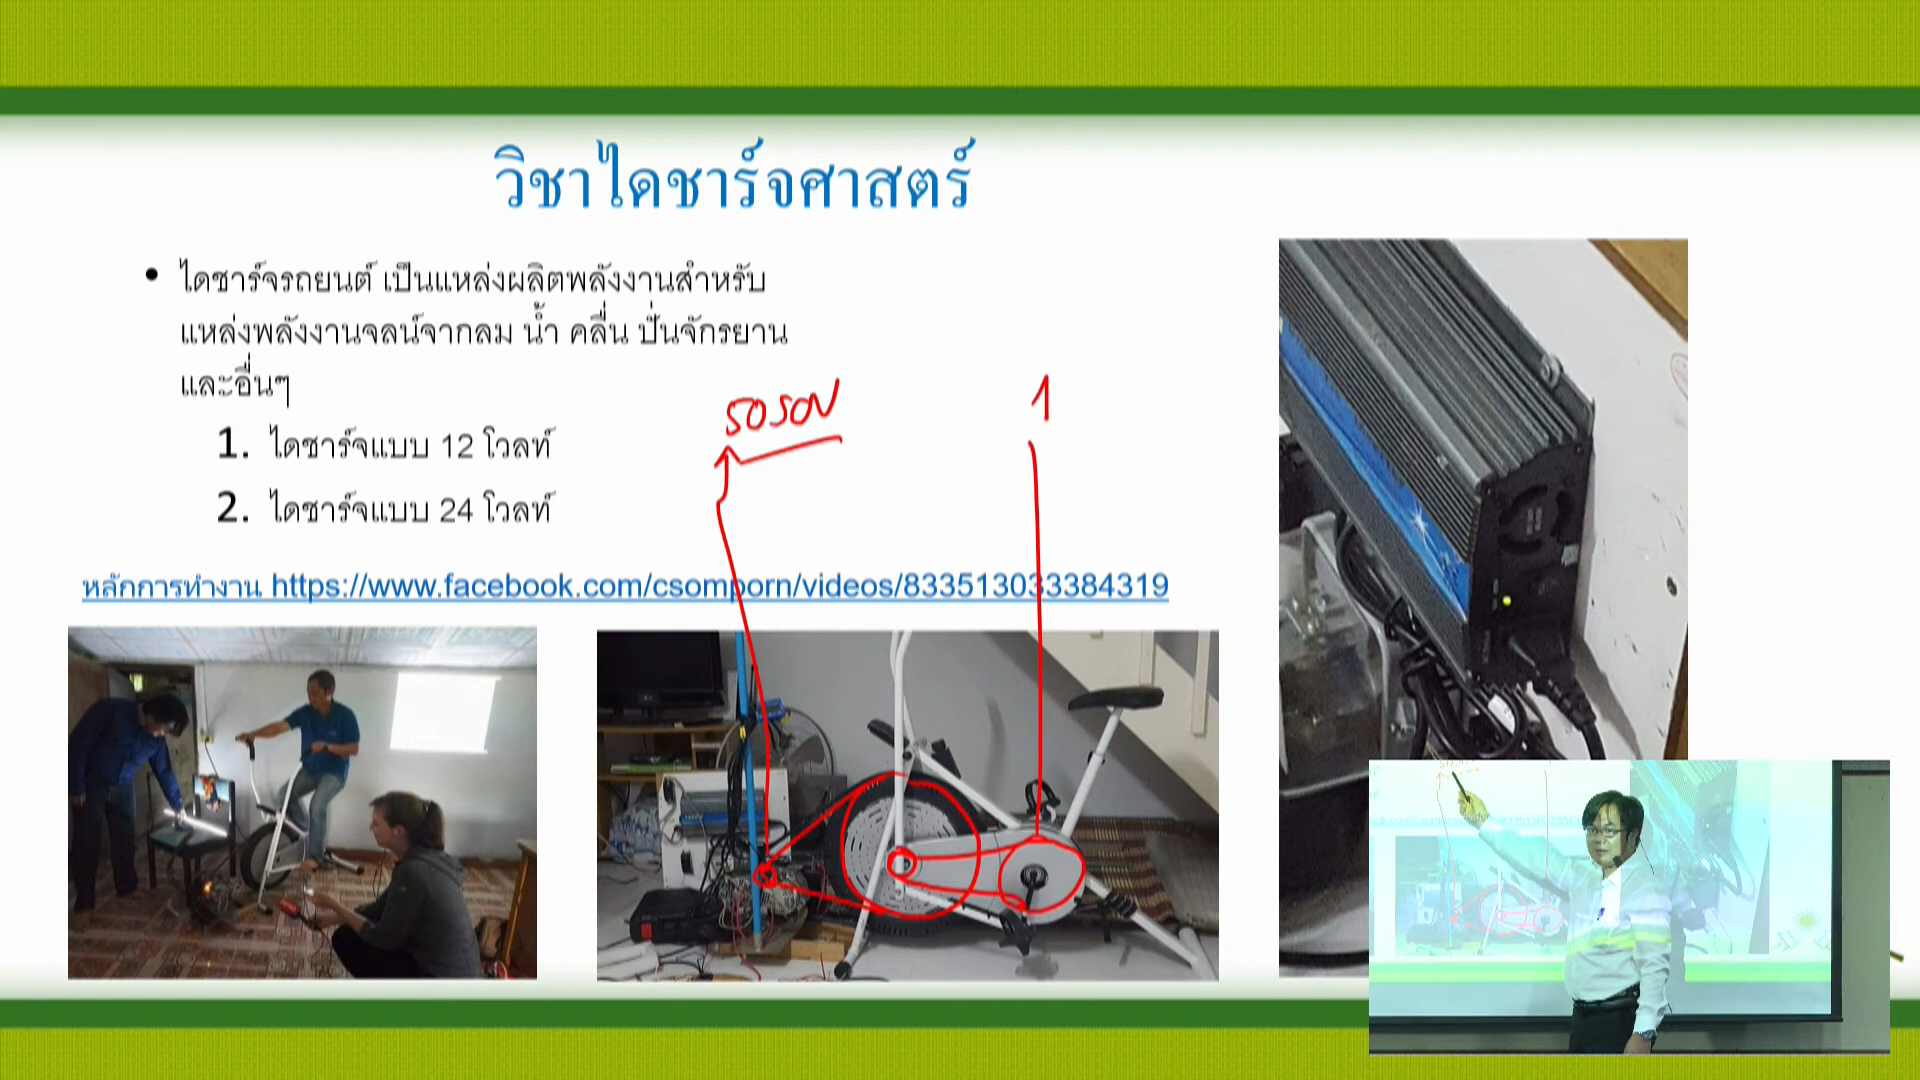 วิชาไดชาร์จศาสตร์
• ไดชาร์จรถยนต์ เป็นแหล่งผลิตพลังงานสำหรับ
แหล่งพลังงานจลน์จากลม น้ำ คลื่น ปั่นจักรยาน
และอื่นๆ
50 รอบ
1
1. ไดชาร์จแบบ 12 โวลท์
2. ไดชาร์จแบบ 24 โวลท์
หลักการทำงาน https://www.facebook.com/csomporn/videos/833513033384319